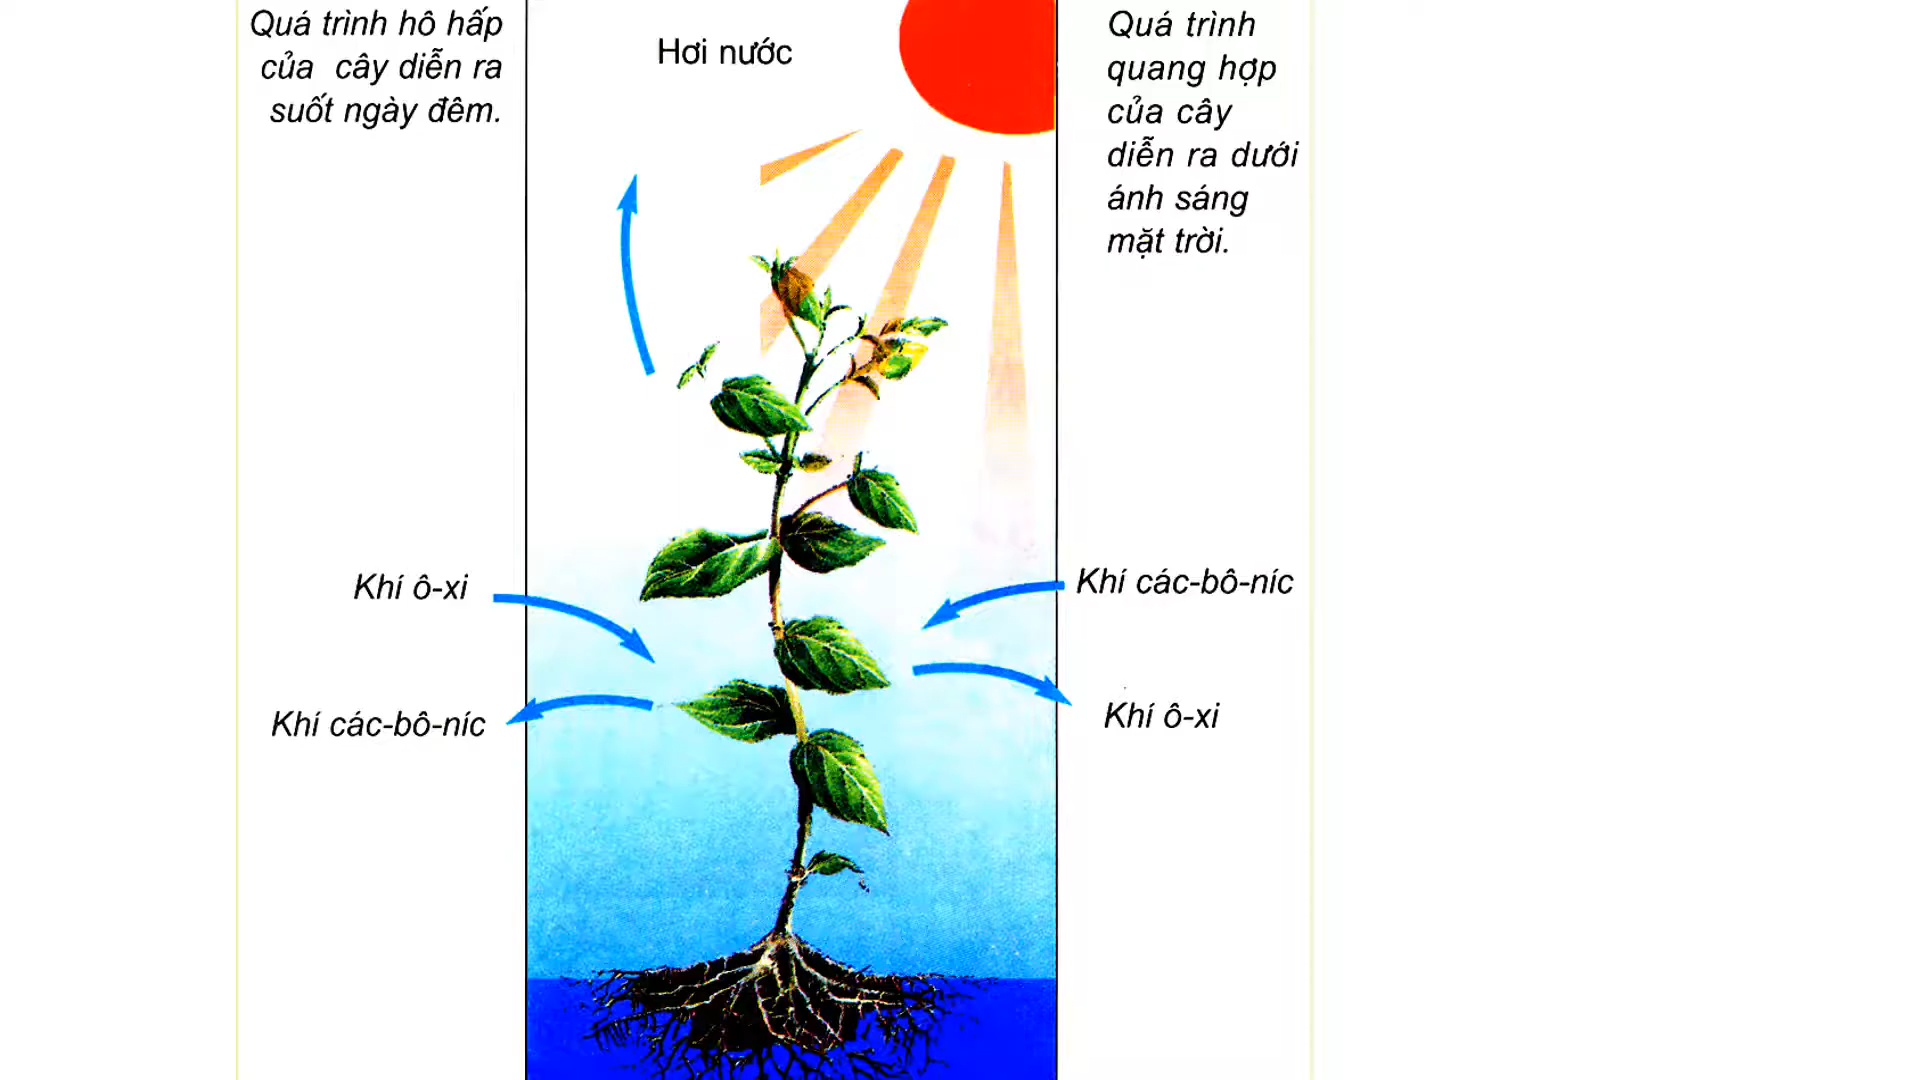 Quá trình hô hấp
của cây diễn ra
suốt ngày đêm.
Hơi nước
Quá trình
quang hợp
của cây
diễn ra dưới
ánh sáng
mặt trời.
Khí ô-xi
Khí các-bô-níc
Khí các-bô-níc
Khí ô-xi